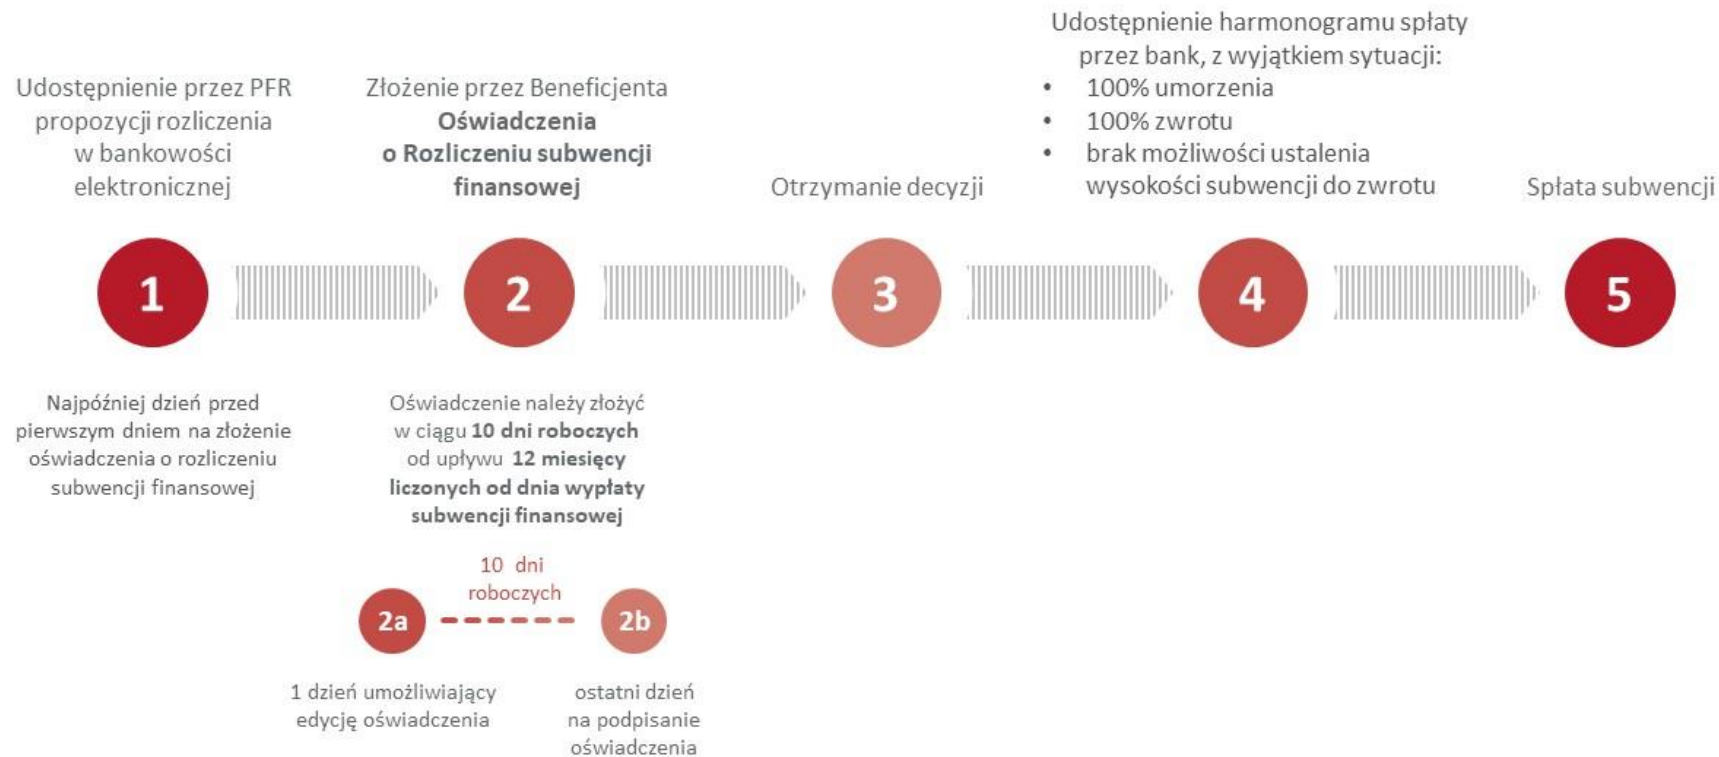 Udostępnienie przez PFR
propozycji rozliczenia
w bankowości
elektronicznej
Złożenie przez Beneficjenta
Oświadczenia
o Rozliczeniu subwencji
finansowej
Otrzymanie decyzji
Udostępnienie harmonogramu spłaty
przez bank, z wyjątkiem sytuacji:
• 100% umorzenia
• 100% zwrotu
• brak możliwości ustalenia
wysokości subwencji do zwrotu
Spłata subwencji
1
2
3
4
5
Najpóźniej dzień przed
pierwszym dniem na złożenie
oświadczenia o rozliczeniu
subwencji finansowej
Oświadczenie należy złożyć
w ciągu 10 dni roboczych
od upływu 12 miesięcy
liczonych od dnia wypłaty
subwencji finansowej
10 dni
roboczych
2a
2b
1 dzień umożliwiający
edycję oświadczenia
ostatni dzień
na podpisanie
oświadczenia